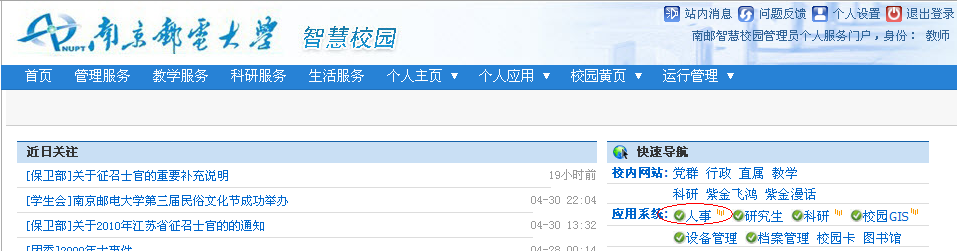 站内消息 问题反馈 个人设置 退出登录
NUPT 南京邮电大学 智慧校园
南邮智慧校园管理员个人服务门户，身份： 教师
首页 管理服务 教学服务 科研服务 生活服务 个人主页 ▼ 个人应用 ▼ 校园黄页 ▼ 运行管理 ▼
近日关注
[保卫部]关于征召士官的重要补充说明 19小时前
[学生会]南京邮电大学第三届民俗文化节成功举办 04-30 22:04
[保卫部]关于2010年江苏省征召士官的的通知 04-30 13:32
[团委]2009年大事件 04-28 00:14
快速导航
校内网站: 党群 行政 直属 教学
科研 紫金飞鸿 紫金漫话
应用系统: 人事 研究生 科研 校园GIS
设备管理 档案管理 校园卡 图书馆